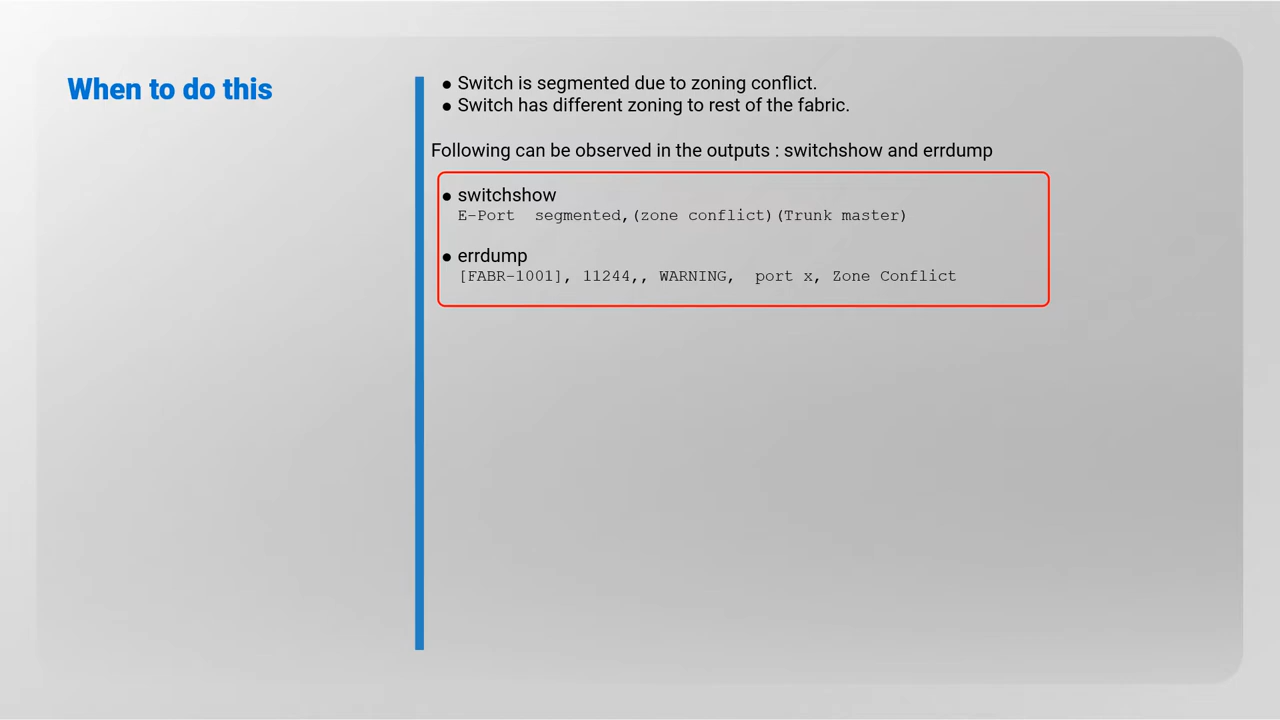 When to do this
● Switch is segmented due to zoning conflict.
● Switch has different zoning to rest of the fabric.
Following can be observed in the outputs : switchshow and errdump
● switchshow
E-Port  segmented,(zone conflict)(Trunk master)
● errdump
[FABR-1001], 11244,, WARNING,  port x, Zone Conflict